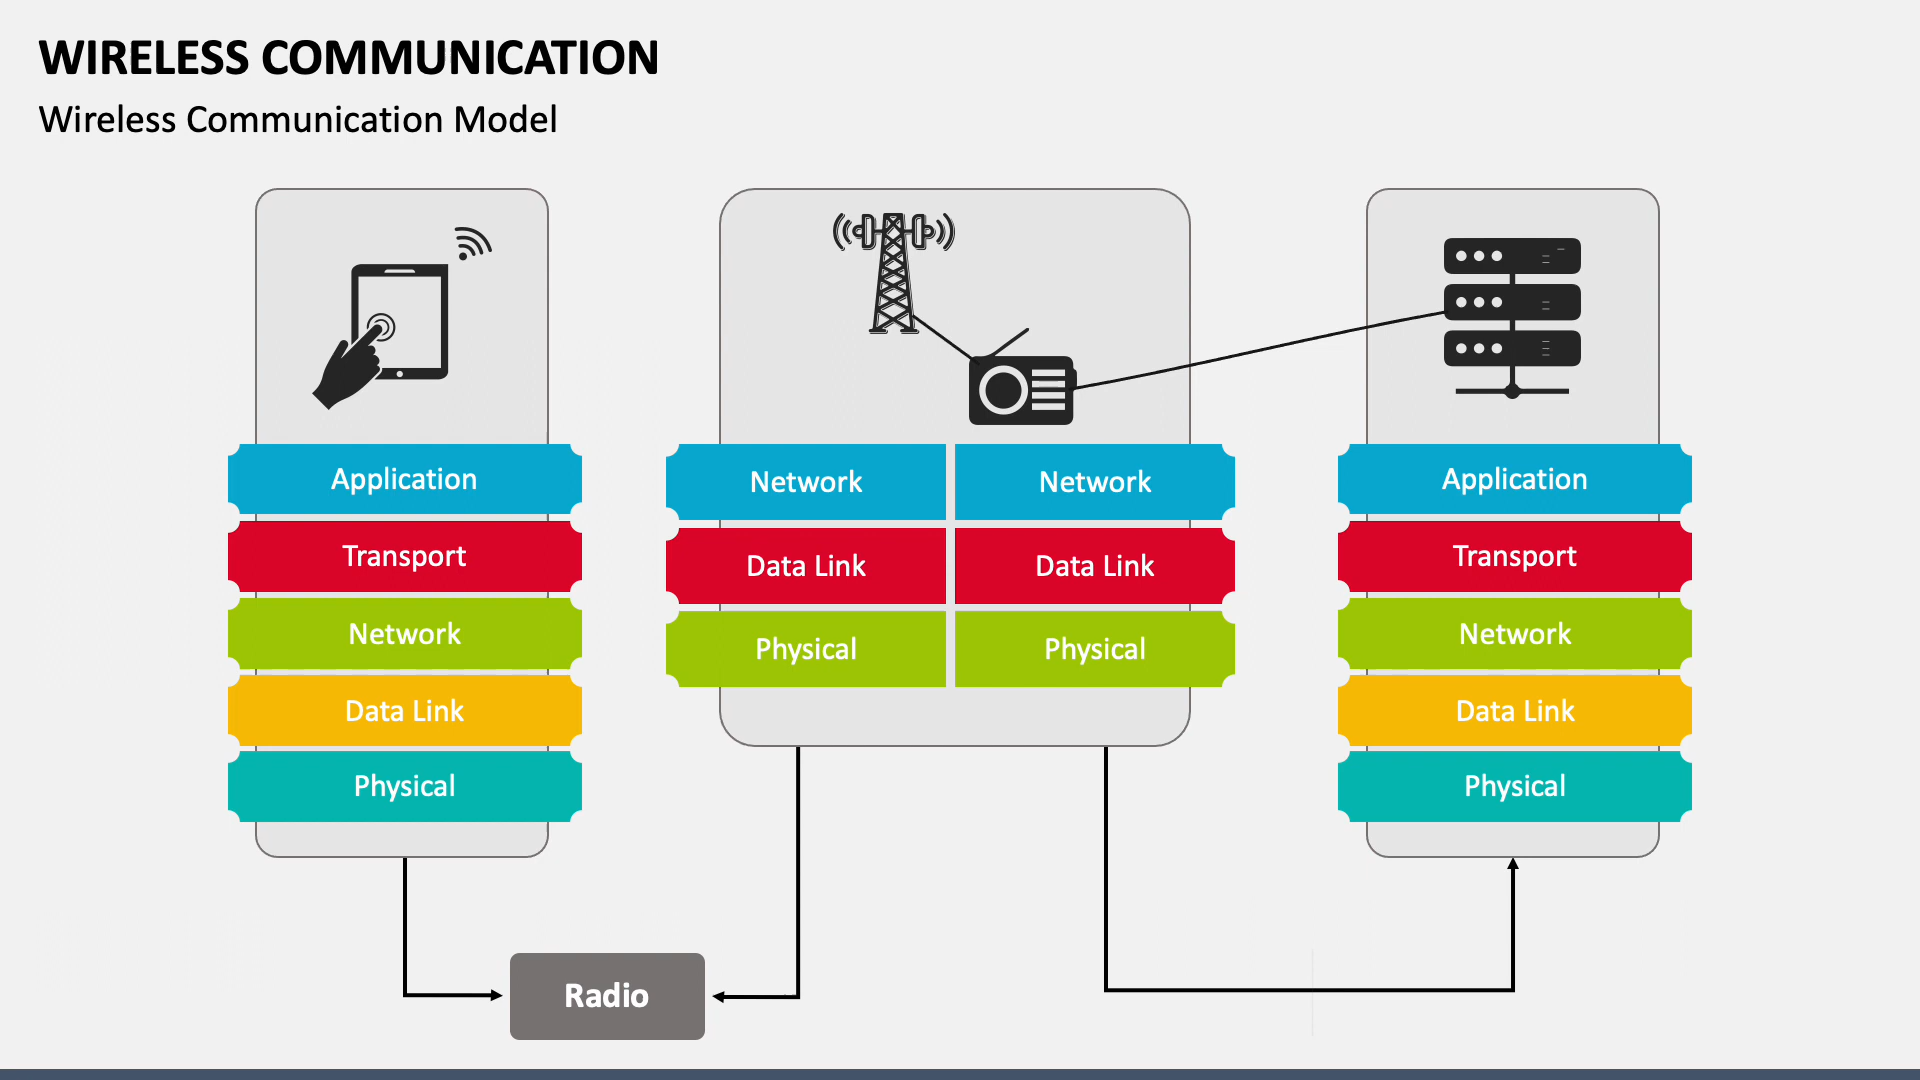 WIRELESS COMMUNICATION
Wireless Communication Model
Application
Transport
Network
Data Link
Physical
Network
Network
Data Link
Data Link
Physical
Physical
Application
Transport
Network
Data Link
Physical
Radio